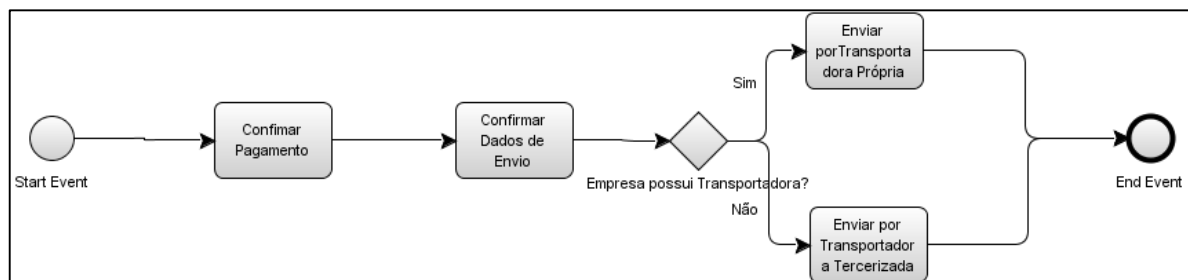 Enviar
porTransporta
dora Própria
Sim
Confimar
Pagamento
Confirmar
Dados de
Envio
Start Event
Empresa possui Transportadora?
End Event
Não
Enviar por
Transportador
a Tercerizada